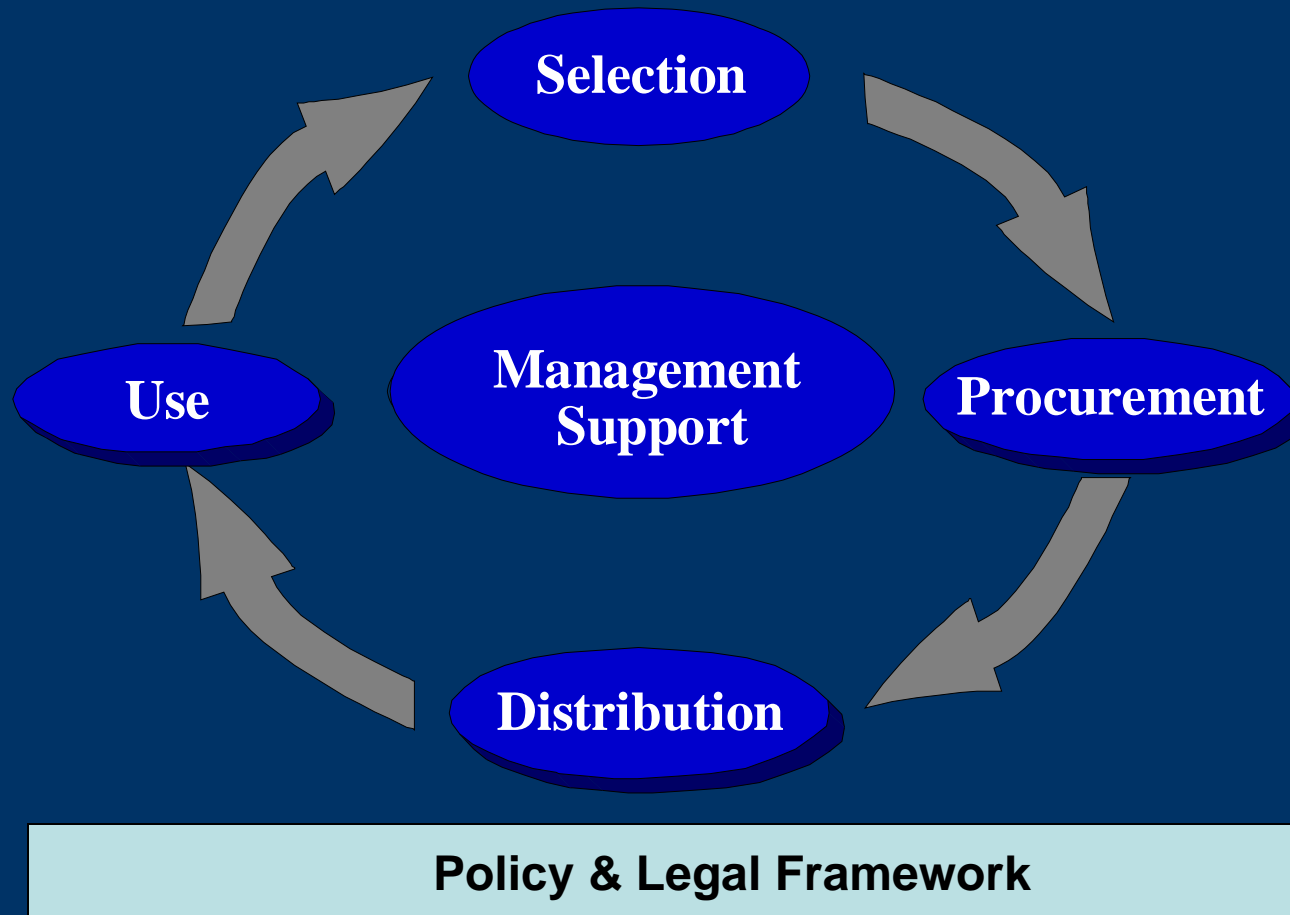 Selection
Management
Support
Use
Procurement
Distribution
Policy & Legal Framework